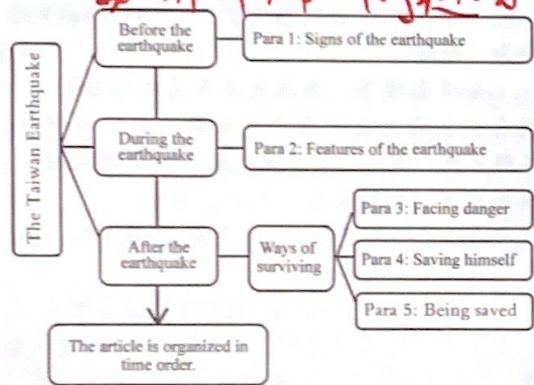 The Taiwan Earthquake
Before the
earthquake
Para 1: Signs of the earthquake
During the
earthquake
Para 2: Features of the earthquake
After the
earthquake
Ways of
surviving
Para 3: Facing danger
Para 4: Saving himself
Para 5: Being saved
The article is organized in
time order.